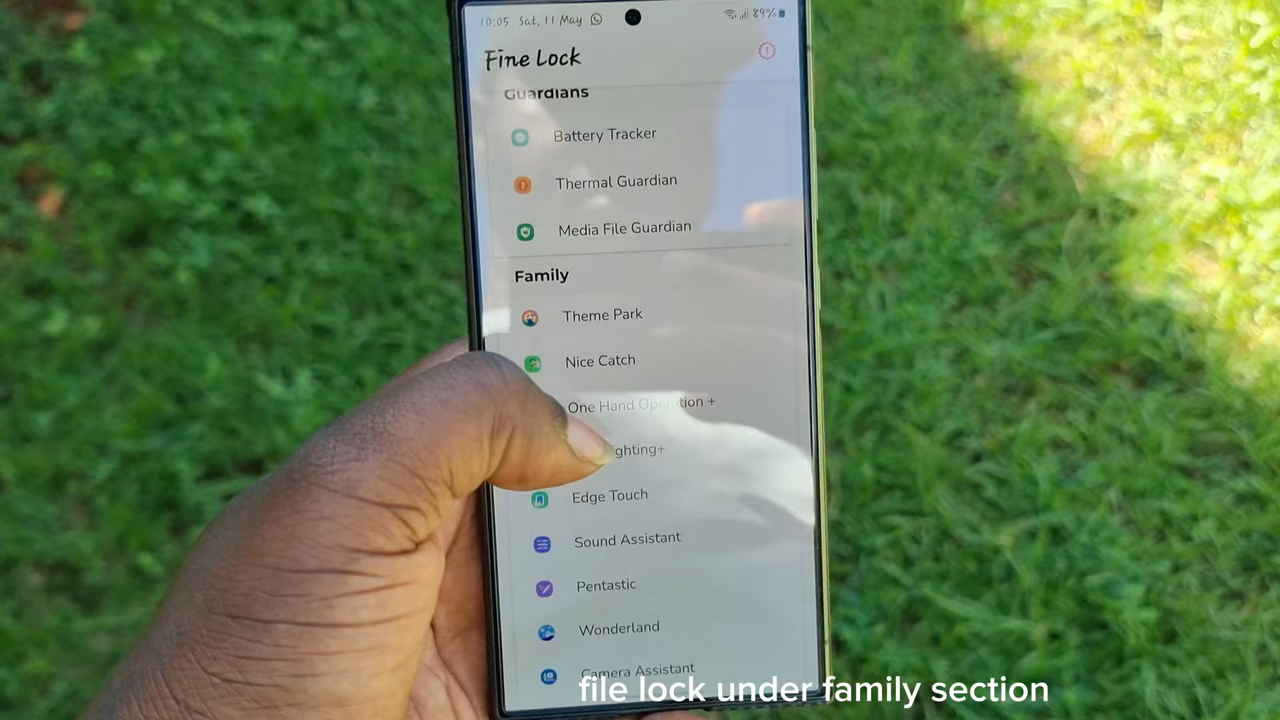 10:05 Sat, 11 May 89%
Fine Lock
Guardians
Battery Tracker
Thermal Guardian
Media File Guardian
Family
Theme Park
Nice Catch
One Hand Operation +
ghting+
Edge Touch
Sound Assistant
Pentastic
Wonderland
Camera Assistant
file lock under family section